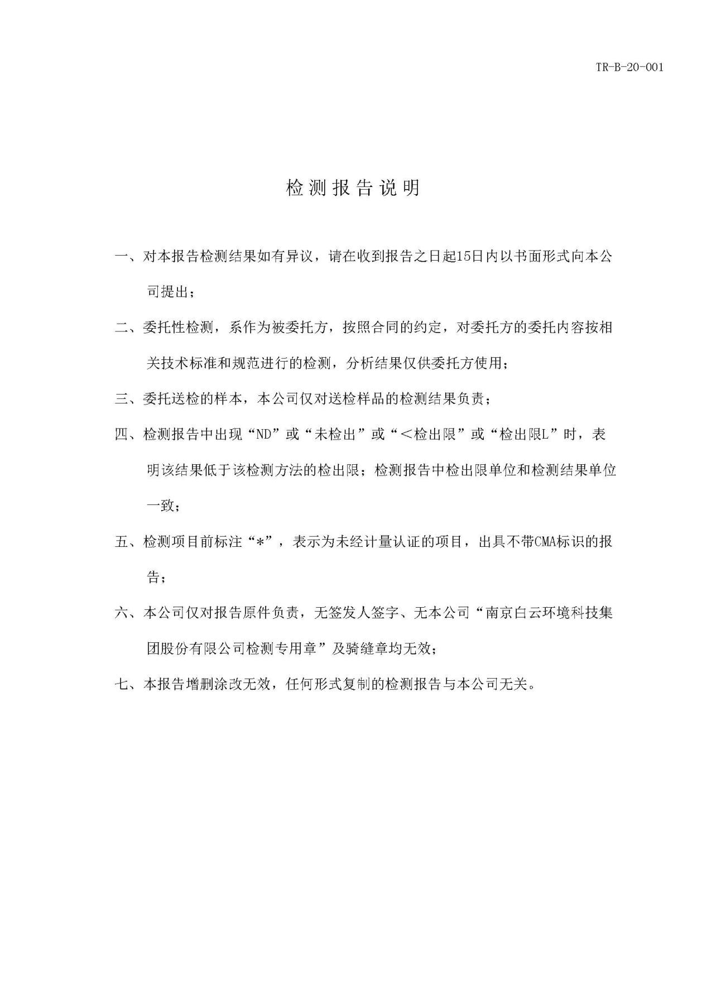 TR-B-20-001
检测报告说明
一、对本报告检测结果如有异议，请在收到报告之日起15日内以书面形式向本公
司提出；
二、委托性检测，系作为被委托方，按照合同的约定，对委托方的委托内容按相
关技术标准和规范进行的检测，分析结果仅供委托方使用；
三、委托送检的样本，本公司仅对送检样品的检测结果负责；
四、检测报告中出现“ND”或“未检出”或“＜检出限”或“检出限L”时，表
明该结果低于该检测方法的检出限；检测报告中检出限单位和检测结果单位
一致；
五、检测项目前标注“*”，表示为未经计量认证的项目，出具不带CMA标识的报
告；
六、本公司仅对报告原件负责，无签发人签字、无本公司“南京白云环境科技集
团股份有限公司检测专用章”及骑缝章均无效；
七、本报告增删涂改无效，任何形式复制的检测报告与本公司无关。